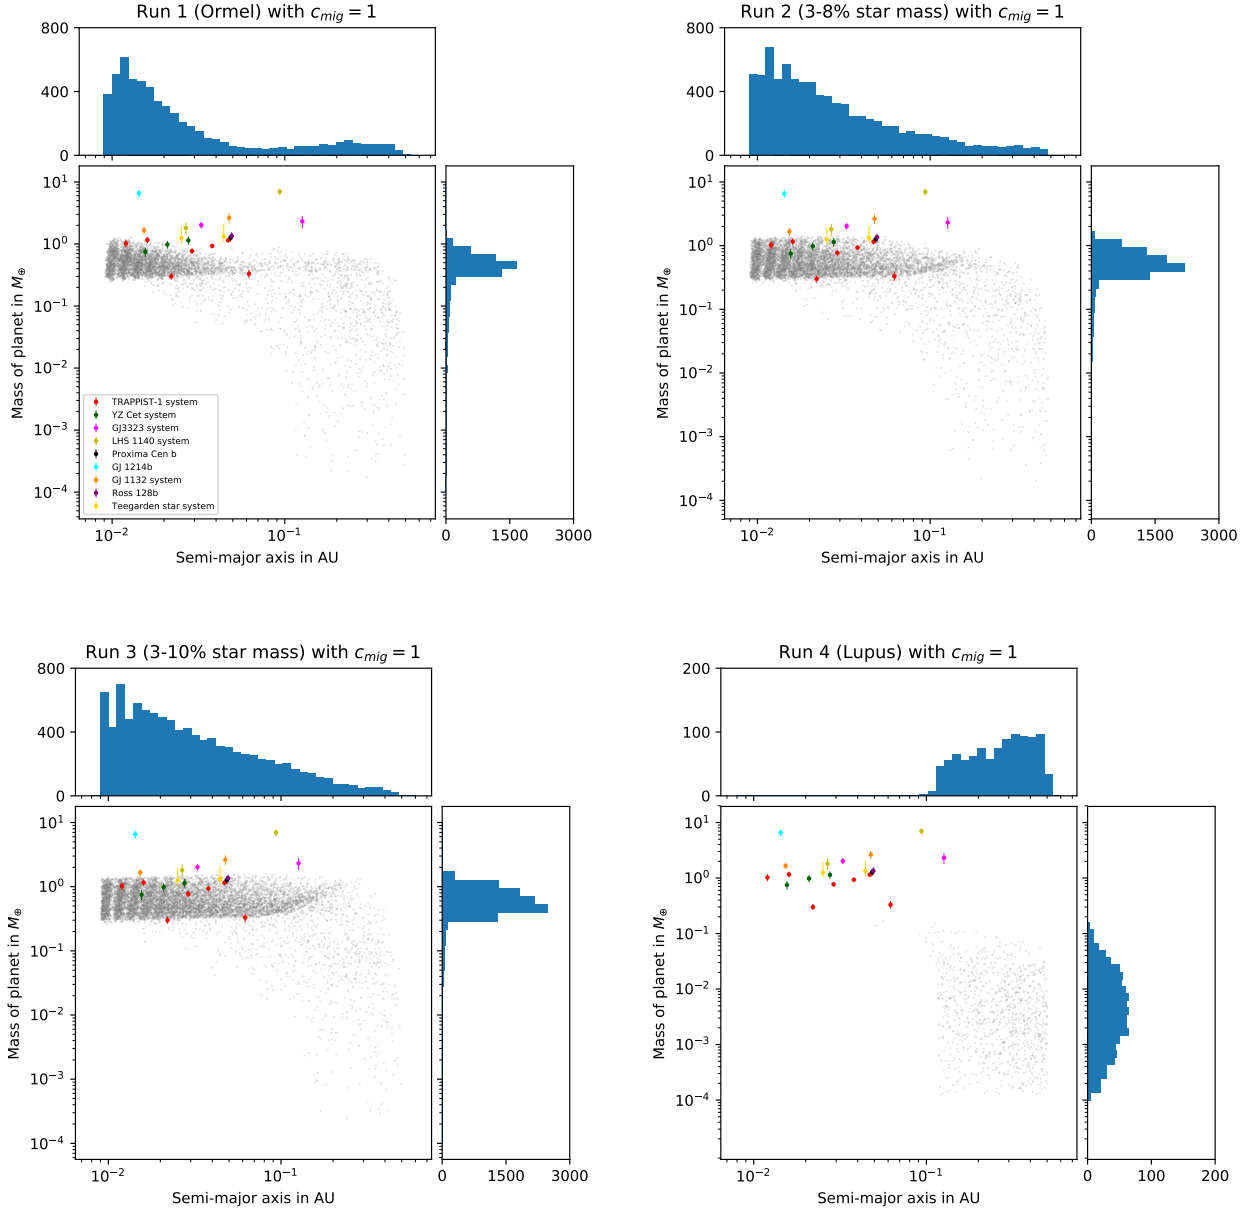 Run 1 (Ormel) with c_mig = 1
800
400
0
10^1
10^0
10^−1
10^−2
10^−3
10^−4
Mass of planet in M_⊕
TRAPPIST-1 system
YZ Cet system
GJ3323 system
LHS 1140 system
Proxima Cen b
GJ 1214b
GJ 1132 system
Ross 128b
Teegarden star system
10^−2 10^−1
Semi-major axis in AU
0 1500 3000
Run 2 (3-8% star mass) with c_mig = 1
800
400
0
10^1
10^0
10^−1
10^−2
10^−3
10^−4
Mass of planet in M_⊕
10^−2 10^−1
Semi-major axis in AU
0 1500 3000
Run 3 (3-10% star mass) with c_mig = 1
800
400
0
10^1
10^0
10^−1
10^−2
10^−3
10^−4
Mass of planet in M_⊕
10^−2 10^−1
Semi-major axis in AU
0 1500 3000
Run 4 (Lupus) with c_mig = 1
200
100
0
10^1
10^0
10^−1
10^−2
10^−3
10^−4
Mass of planet in M_⊕
10^−2 10^−1
Semi-major axis in AU
0 100 200